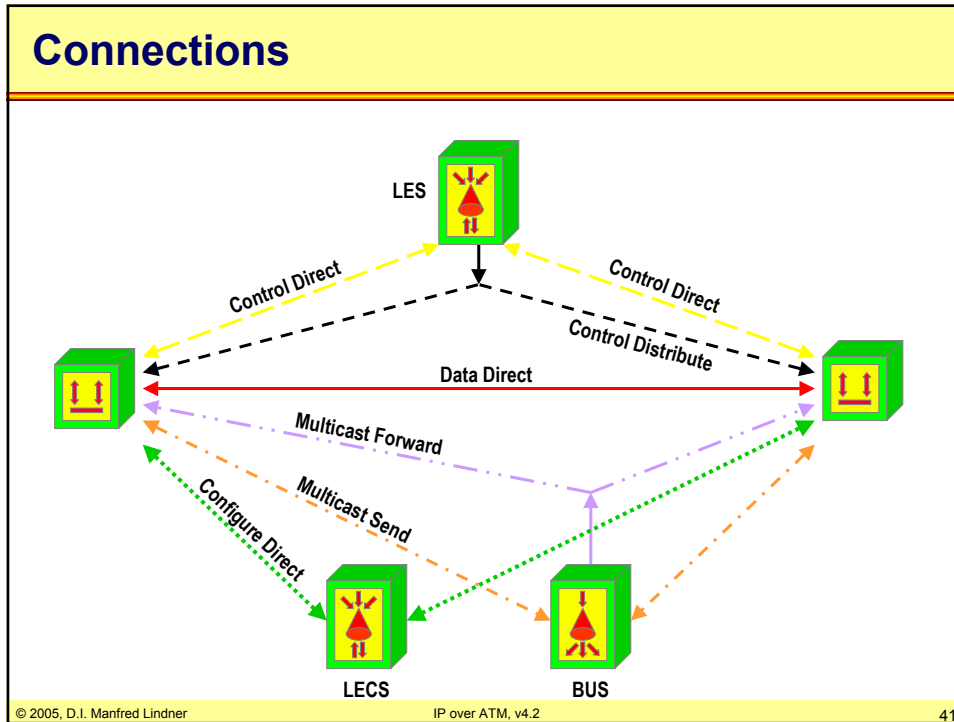 Connections
LES
Control Direct
Control Direct
Control Distribute
Data Direct
Multicast Forward
Multicast Send
Configure Direct
LECS
BUS
© 2005, D.I. Manfred Lindner
IP over ATM, v4.2
41